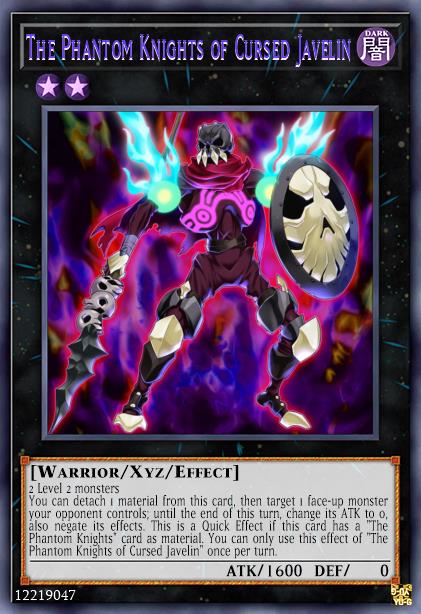 The Phantom Knights of Cursed Javelin
DARK
闇
[Warrior/Xyz/Effect]
2 Level 2 monsters
You can detach 1 material from this card, then target 1 face-up monster
your opponent controls; until the end of this turn, change its ATK to 0,
also negate its effects. This is a Quick Effect if this card has a "The
Phantom Knights" card as material. You can only use this effect of "The
Phantom Knights of Cursed Javelin" once per turn.
ATK/1600 DEF/ 0
12219047